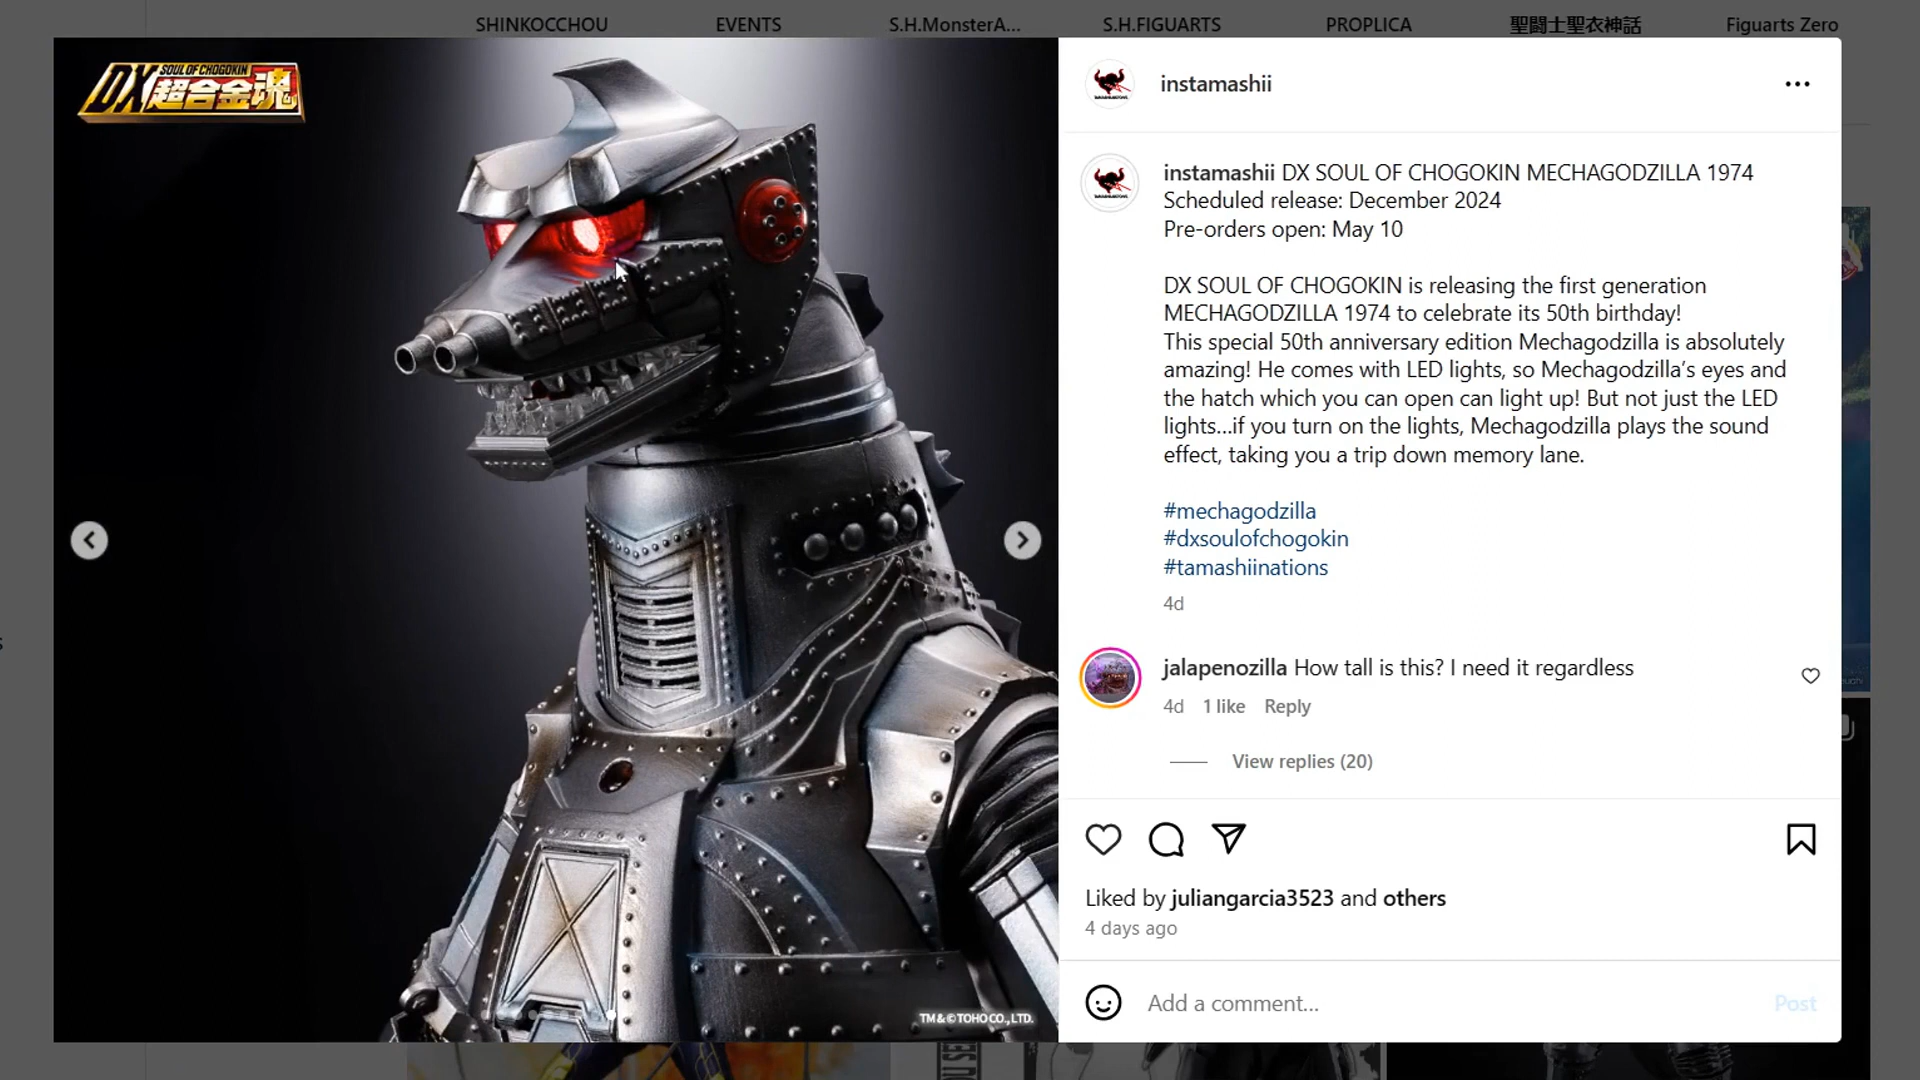 SHINKOCCHOU EVENTS S.H.MonsterA... S.H.FIGUARTS PROPLICA 聖闘士聖衣神話 Figuarts Zero
SOUL OF CHOGOKIN
DX超合金魂
TM&©TOHO CO.,LTD.
instamashii
instamashii DX SOUL OF CHOGOKIN MECHAGODZILLA 1974
Scheduled release: December 2024
Pre-orders open: May 10
DX SOUL OF CHOGOKIN is releasing the first generation
MECHAGODZILLA 1974 to celebrate its 50th birthday!
This special 50th anniversary edition Mechagodzilla is absolutely
amazing! He comes with LED lights, so Mechagodzilla’s eyes and
the hatch which you can open can light up! But not just the LED
lights...if you turn on the lights, Mechagodzilla plays the sound
effect, taking you a trip down memory lane.
#mechagodzilla
#dxsoulofchogokin
#tamashiinations
4d
jalapenozilla How tall is this? I need it regardless
4d 1 like Reply
View replies (20)
Liked by juliangarcia3523 and others
4 days ago
Add a comment...
Post